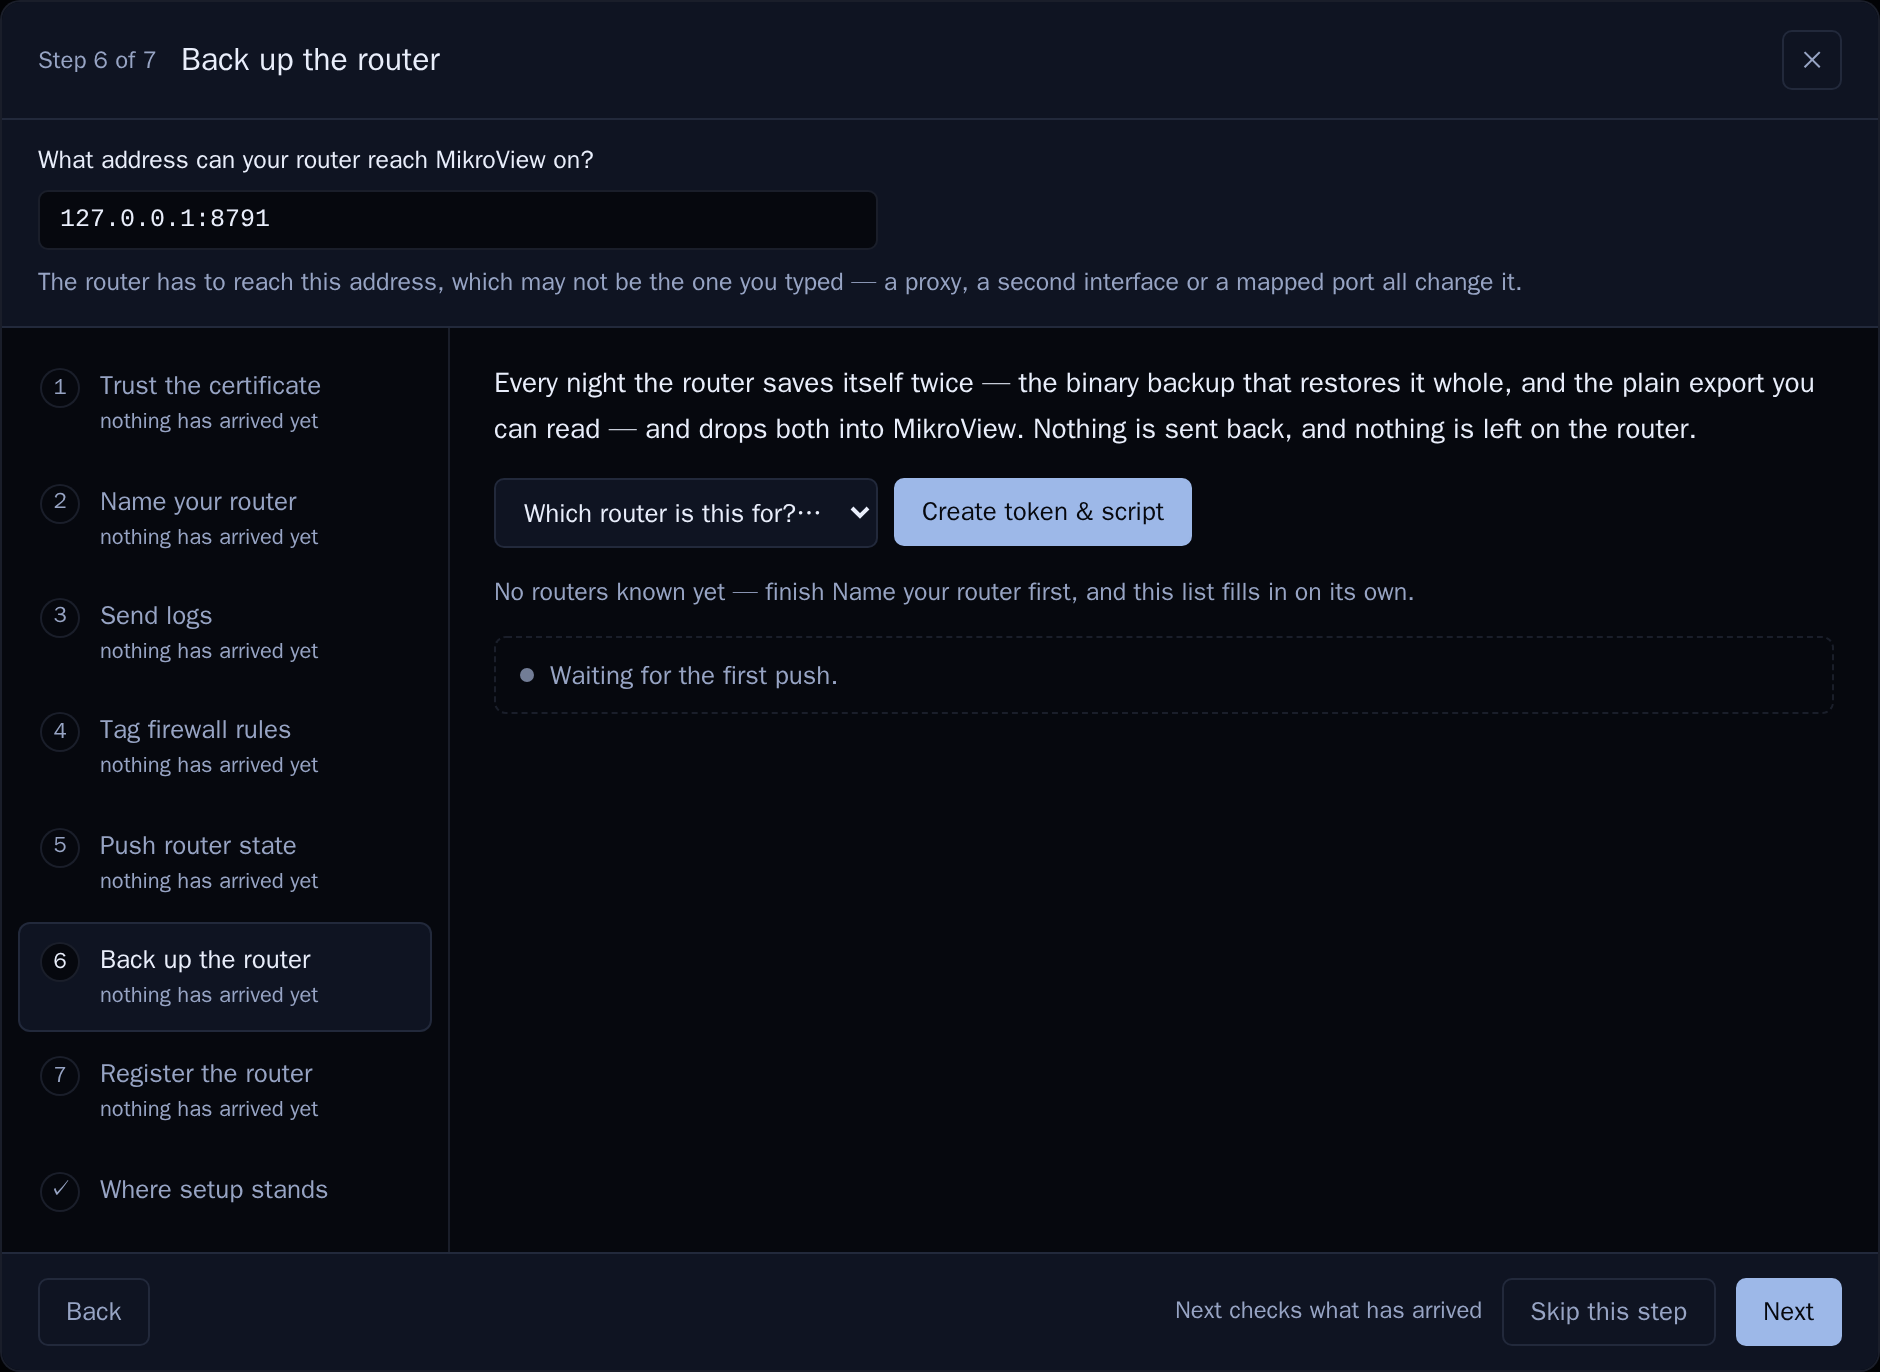 Step 6 of 7 Back up the router
What address can your router reach MikroView on?
127.0.0.1:8791
The router has to reach this address, which may not be the one you typed — a proxy, a second interface or a mapped port all change it.
1 Trust the certificate
nothing has arrived yet
2 Name your router
nothing has arrived yet
3 Send logs
nothing has arrived yet
4 Tag firewall rules
nothing has arrived yet
5 Push router state
nothing has arrived yet
6 Back up the router
nothing has arrived yet
7 Register the router
nothing has arrived yet
✓ Where setup stands
Every night the router saves itself twice — the binary backup that restores it whole, and the plain export you
can read — and drops both into MikroView. Nothing is sent back, and nothing is left on the router.
Which router is this for?… Create token & script
No routers known yet — finish Name your router first, and this list fills in on its own.
Waiting for the first push.
Back Next checks what has arrived Skip this step Next